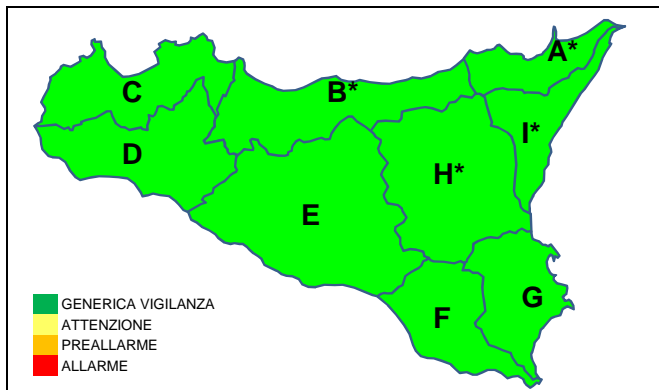 A*
C
B*
I*
D
H*
E
G
F
GENERICA VIGILANZA
ATTENZIONE
PREALLARME
ALLARME